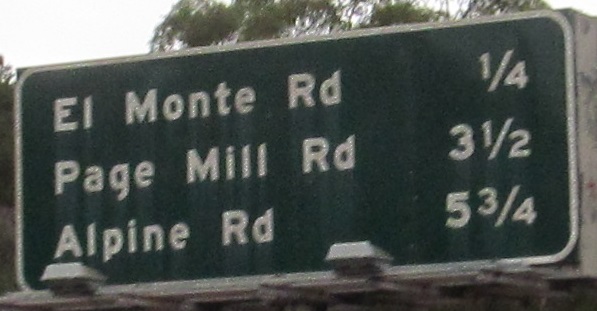 El Monte Rd 1/4
Page Mill Rd 3 1/2
Alpine Rd 5 3/4